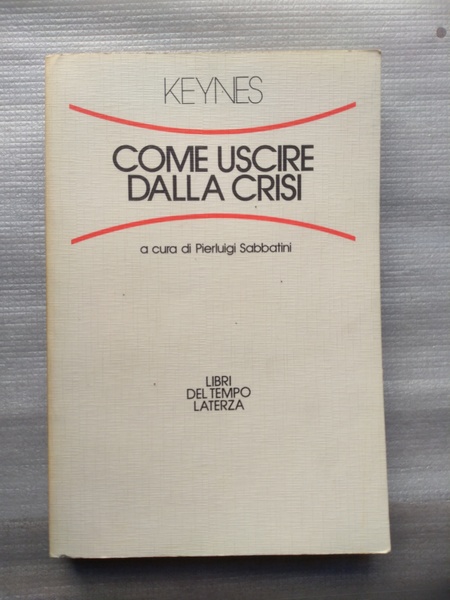 KEYNES
COME USCIRE
DALLA CRISI
a cura di Pierluigi Sabbatini
LIBRI
DEL TEMPO
LATERZA